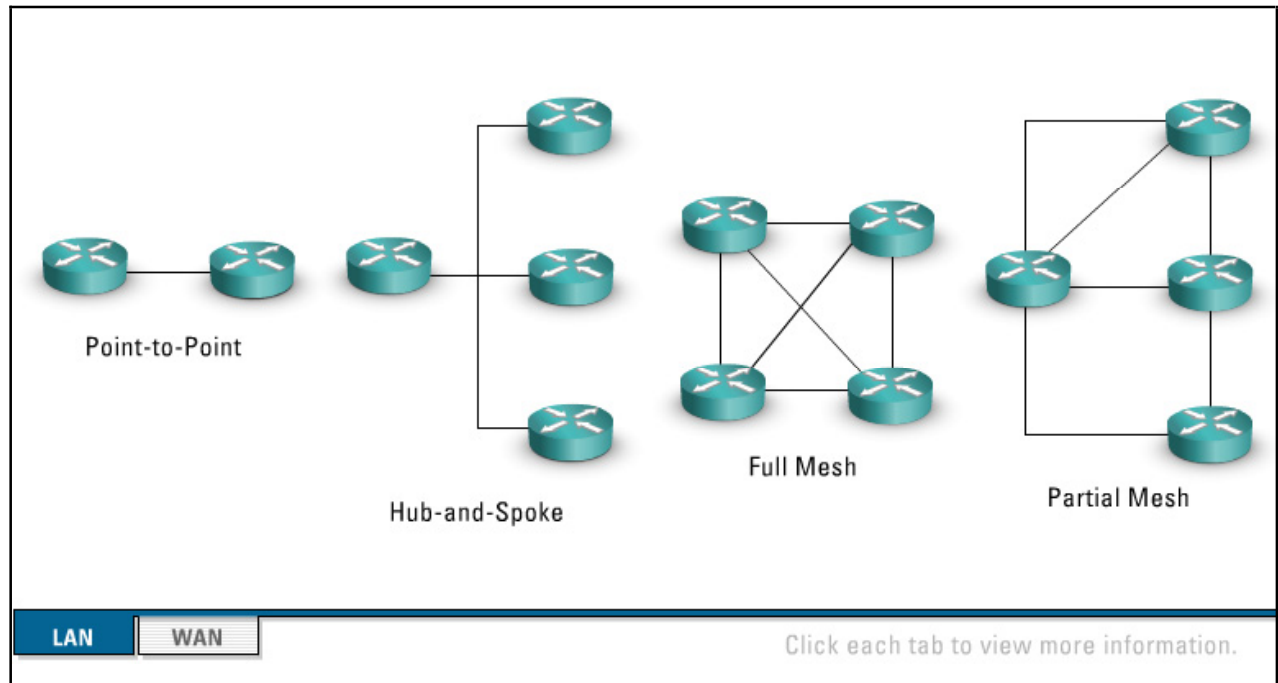 Point-to-Point
Hub-and-Spoke
Full Mesh
Partial Mesh
LAN
WAN
Click each tab to view more information.